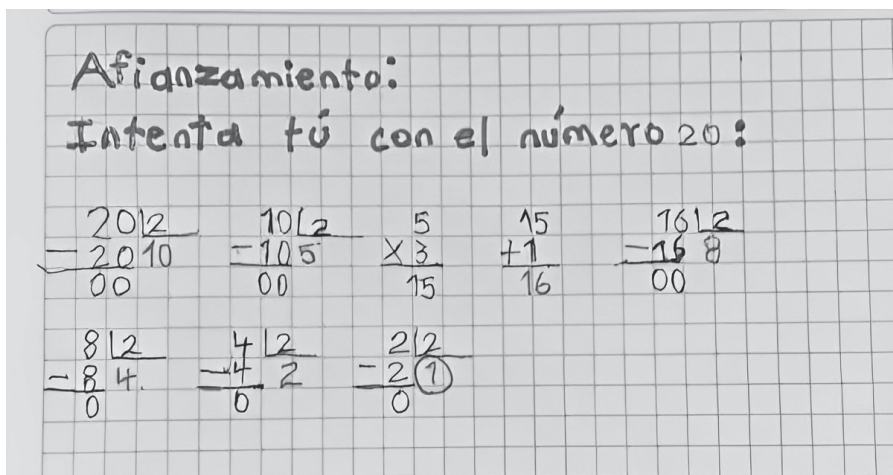 Afianzamiento:
Intenta tú con el número 20:
20|2 10|2 5 15 16|2
-20 10 -10 5 x3 +1 -16 8
00 00 15 16 00
8|2 4|2 2|2
-8 4. -4 2 -2 1
0 0 0